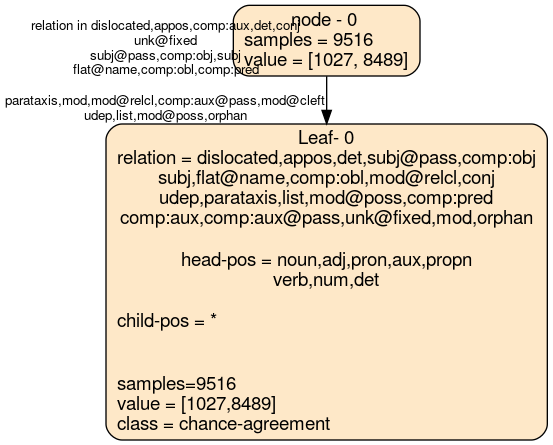 relation in dislocated,appos,comp:aux,det,conj
unk@fixed
subj@pass,comp:obj,subj
flat@name,comp:obl,comp:pred
node - 0
samples = 9516
value = [1027, 8489]
parataxis,mod,mod@relcl,comp:aux@pass,mod@cleft
udep,list,mod@poss,orphan
Leaf- 0
relation = dislocated,appos,det,subj@pass,comp:obj
subj,flat@name,comp:obl,mod@relcl,conj
udep,parataxis,list,mod@poss,comp:pred
comp:aux,comp:aux@pass,unk@fixed,mod,orphan
head-pos = noun,adj,pron,aux,propn
verb,num,det
child-pos = *
samples=9516
value = [1027,8489]
class = chance-agreement